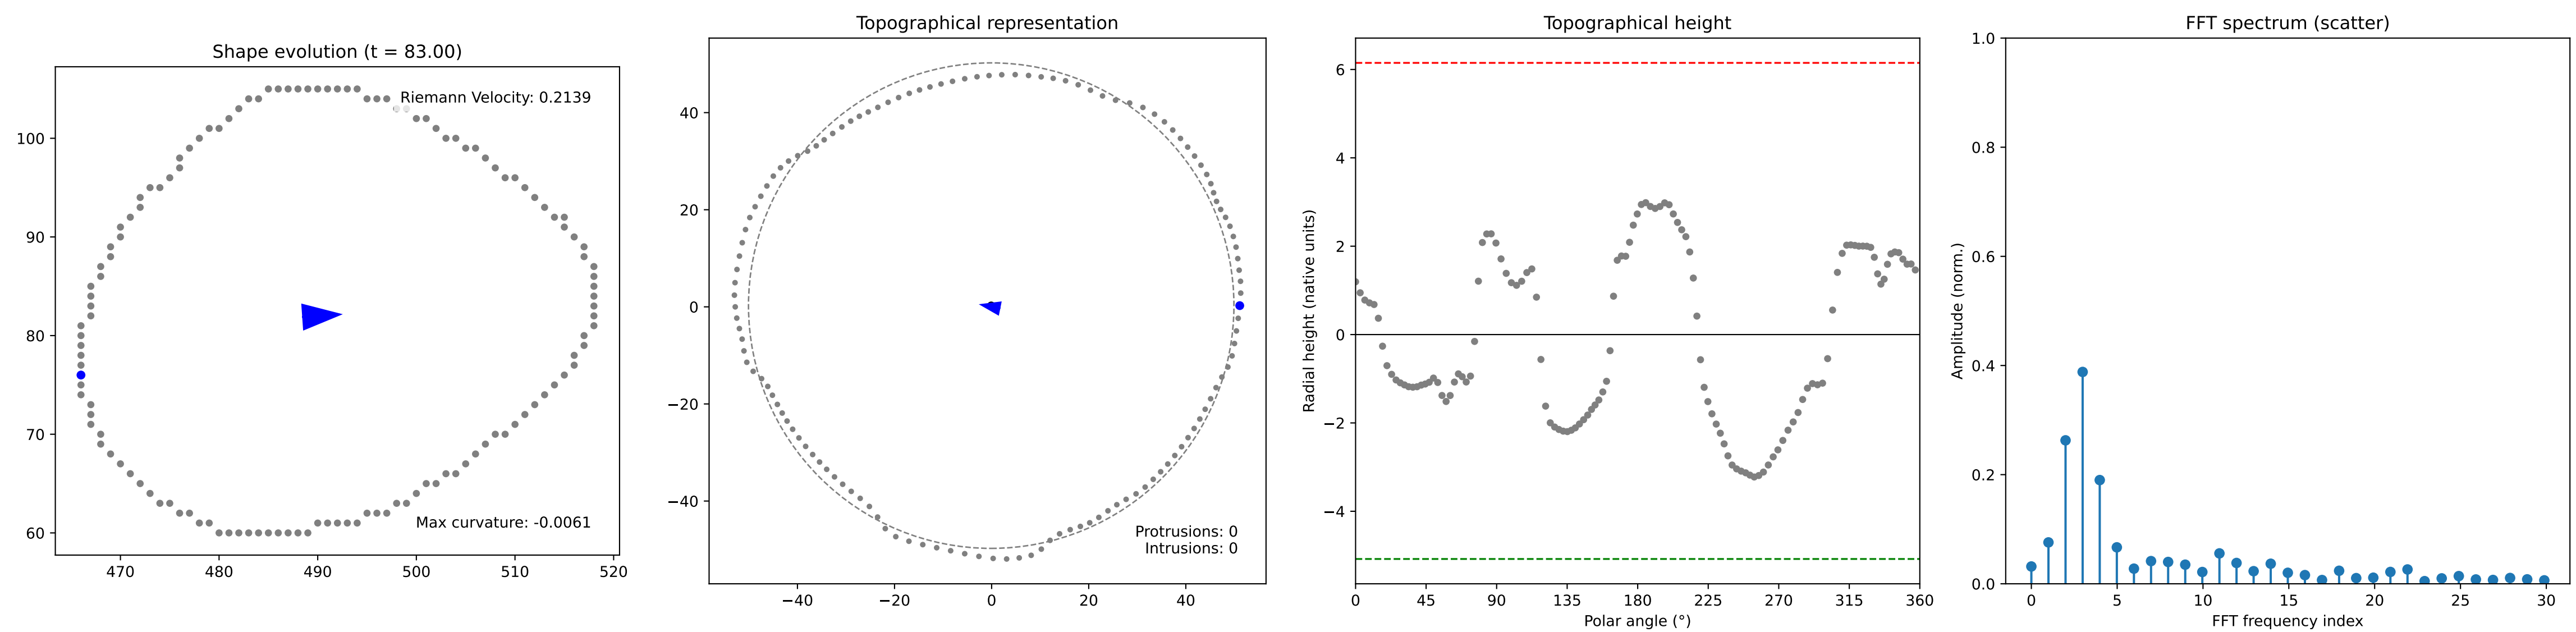 Shape evolution (t = 83.00)
Riemann Velocity: 0.2139
Max curvature: -0.0061
100
90
80
70
60
470 480 490 500 510 520
Topographical representation
40
20
0
−20
−40
−40 −20 0 20 40
Protrusions: 0
Intrusions: 0
Topographical height
Radial height (native units)
6
4
2
0
−2
−4
0 45 90 135 180 225 270 315 360
Polar angle (°)
FFT spectrum (scatter)
Amplitude (norm.)
1.0
0.8
0.6
0.4
0.2
0.0
0 5 10 15 20 25 30
FFT frequency index